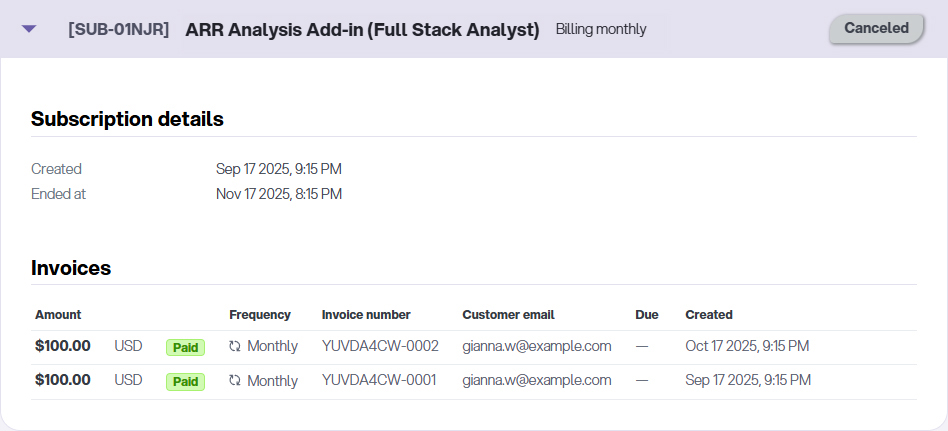 [SUB-01NJR] ARR Analysis Add-in (Full Stack Analyst) Billing monthly Canceled
Subscription details
Created Sep 17 2025, 9:15 PM
Ended at Nov 17 2025, 8:15 PM
Invoices
Amount Frequency Invoice number Customer email Due Created
$100.00 USD Paid Monthly YUVDA4CW-0002 gianna.w@example.com — Oct 17 2025, 9:15 PM
$100.00 USD Paid Monthly YUVDA4CW-0001 gianna.w@example.com — Sep 17 2025, 9:15 PM